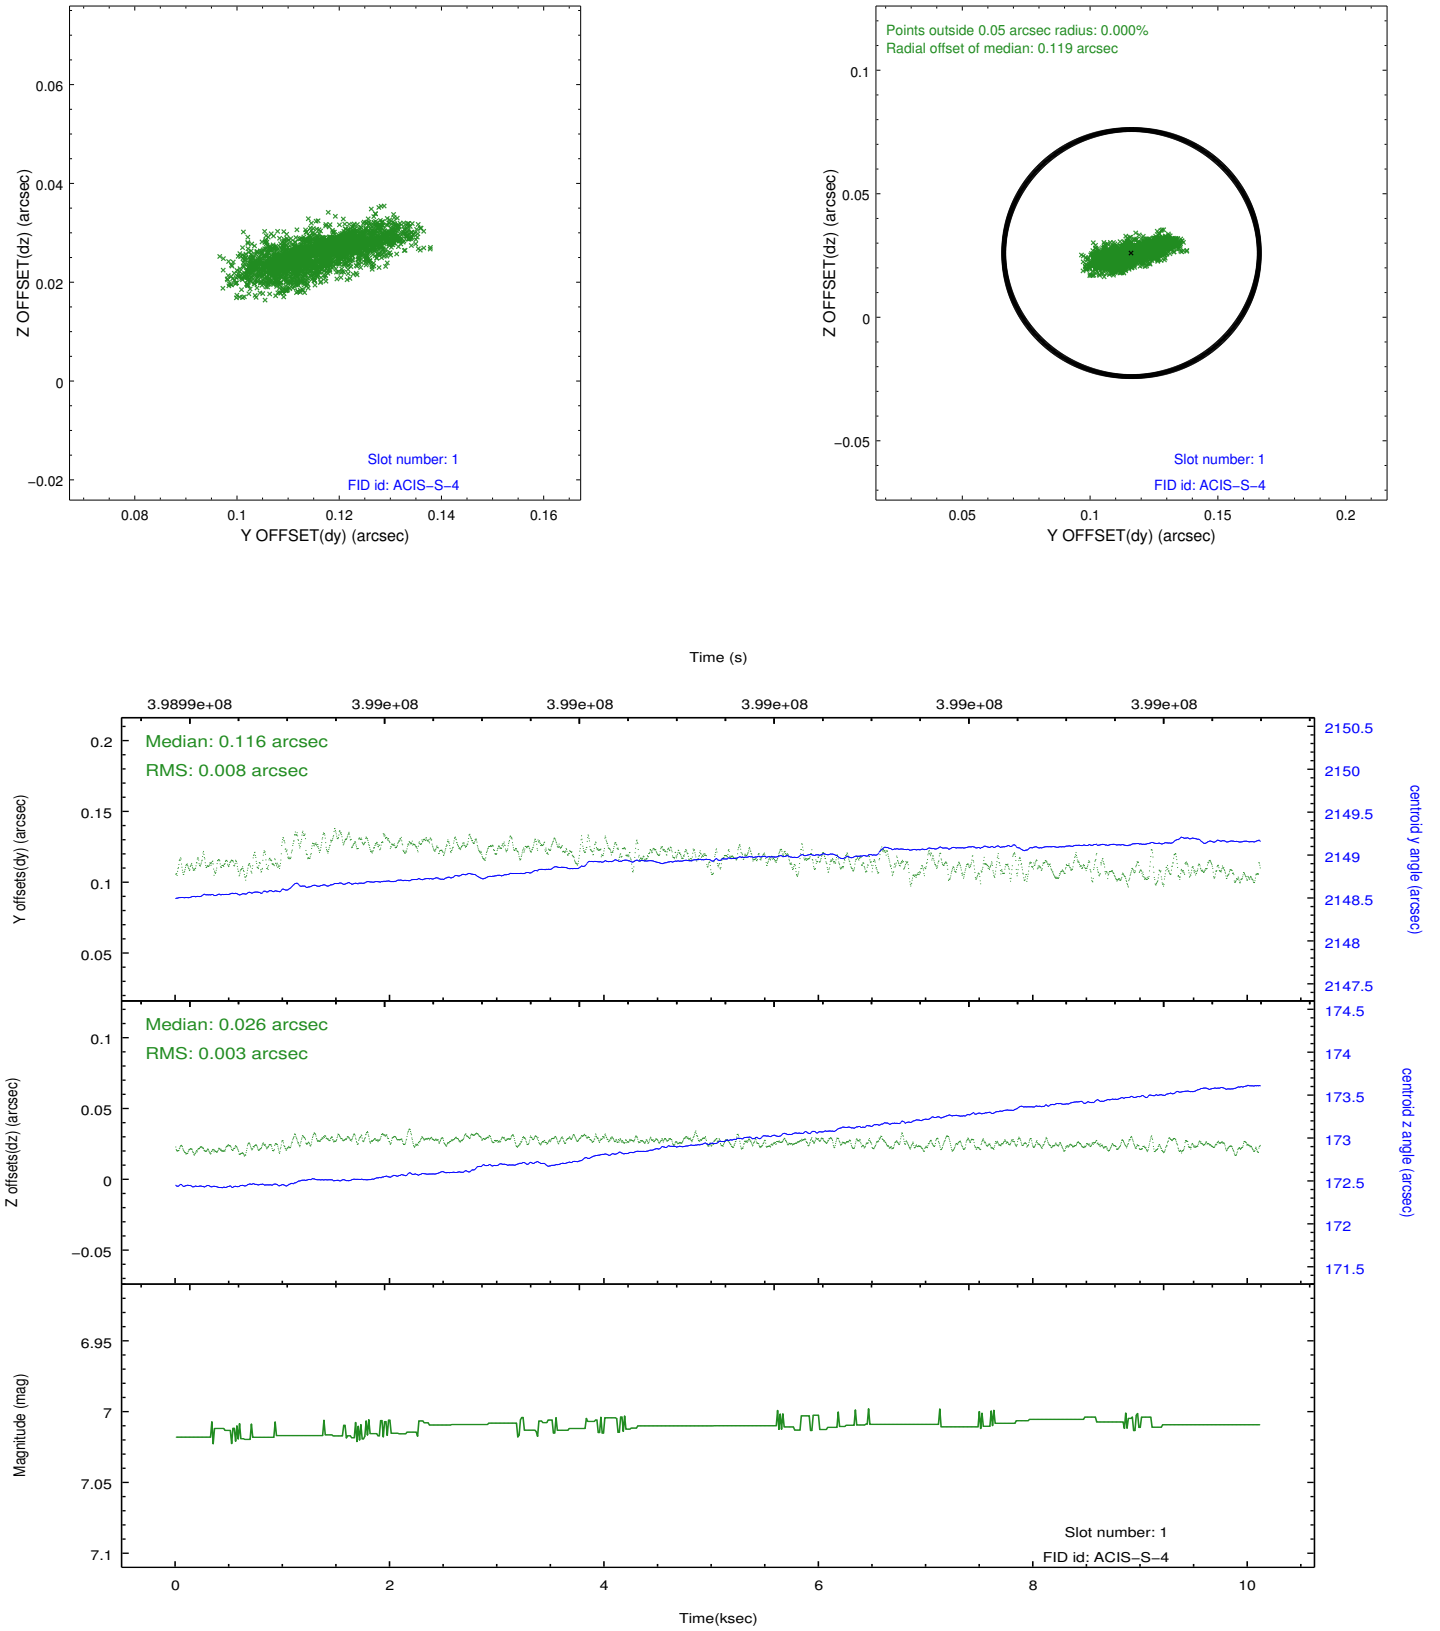 0.06
0.04
0.02
0
−0.02
Z OFFSET(dz) (arcsec)
Slot number: 1
FID id: ACIS−S−4
0.08 0.1 0.12 0.14 0.16
Y OFFSET(dy) (arcsec)
Points outside 0.05 arcsec radius: 0.000%
Radial offset of median: 0.119 arcsec
0.1
0.05
0
−0.05
Z OFFSET(dz) (arcsec)
Slot number: 1
FID id: ACIS−S−4
0.05 0.1 0.15 0.2
Y OFFSET(dy) (arcsec)
Time (s)
3.9899e+08 3.99e+08 3.99e+08 3.99e+08 3.99e+08 3.99e+08
Median: 0.116 arcsec
RMS: 0.008 arcsec
0.2
0.15
0.1
0.05
Y offsets(dy) (arcsec)
2150.5
2150
2149.5
2149
2148.5
2148
2147.5
centroid y angle (arcsec)
Median: 0.026 arcsec
RMS: 0.003 arcsec
0.1
0.05
0
−0.05
Z offsets(dz) (arcsec)
174.5
174
173.5
173
172.5
172
171.5
centroid z angle (arcsec)
6.95
7
7.05
7.1
Magnitude (mag)
Slot number: 1
FID id: ACIS−S−4
0 2 4 6 8 10
Time(ksec)